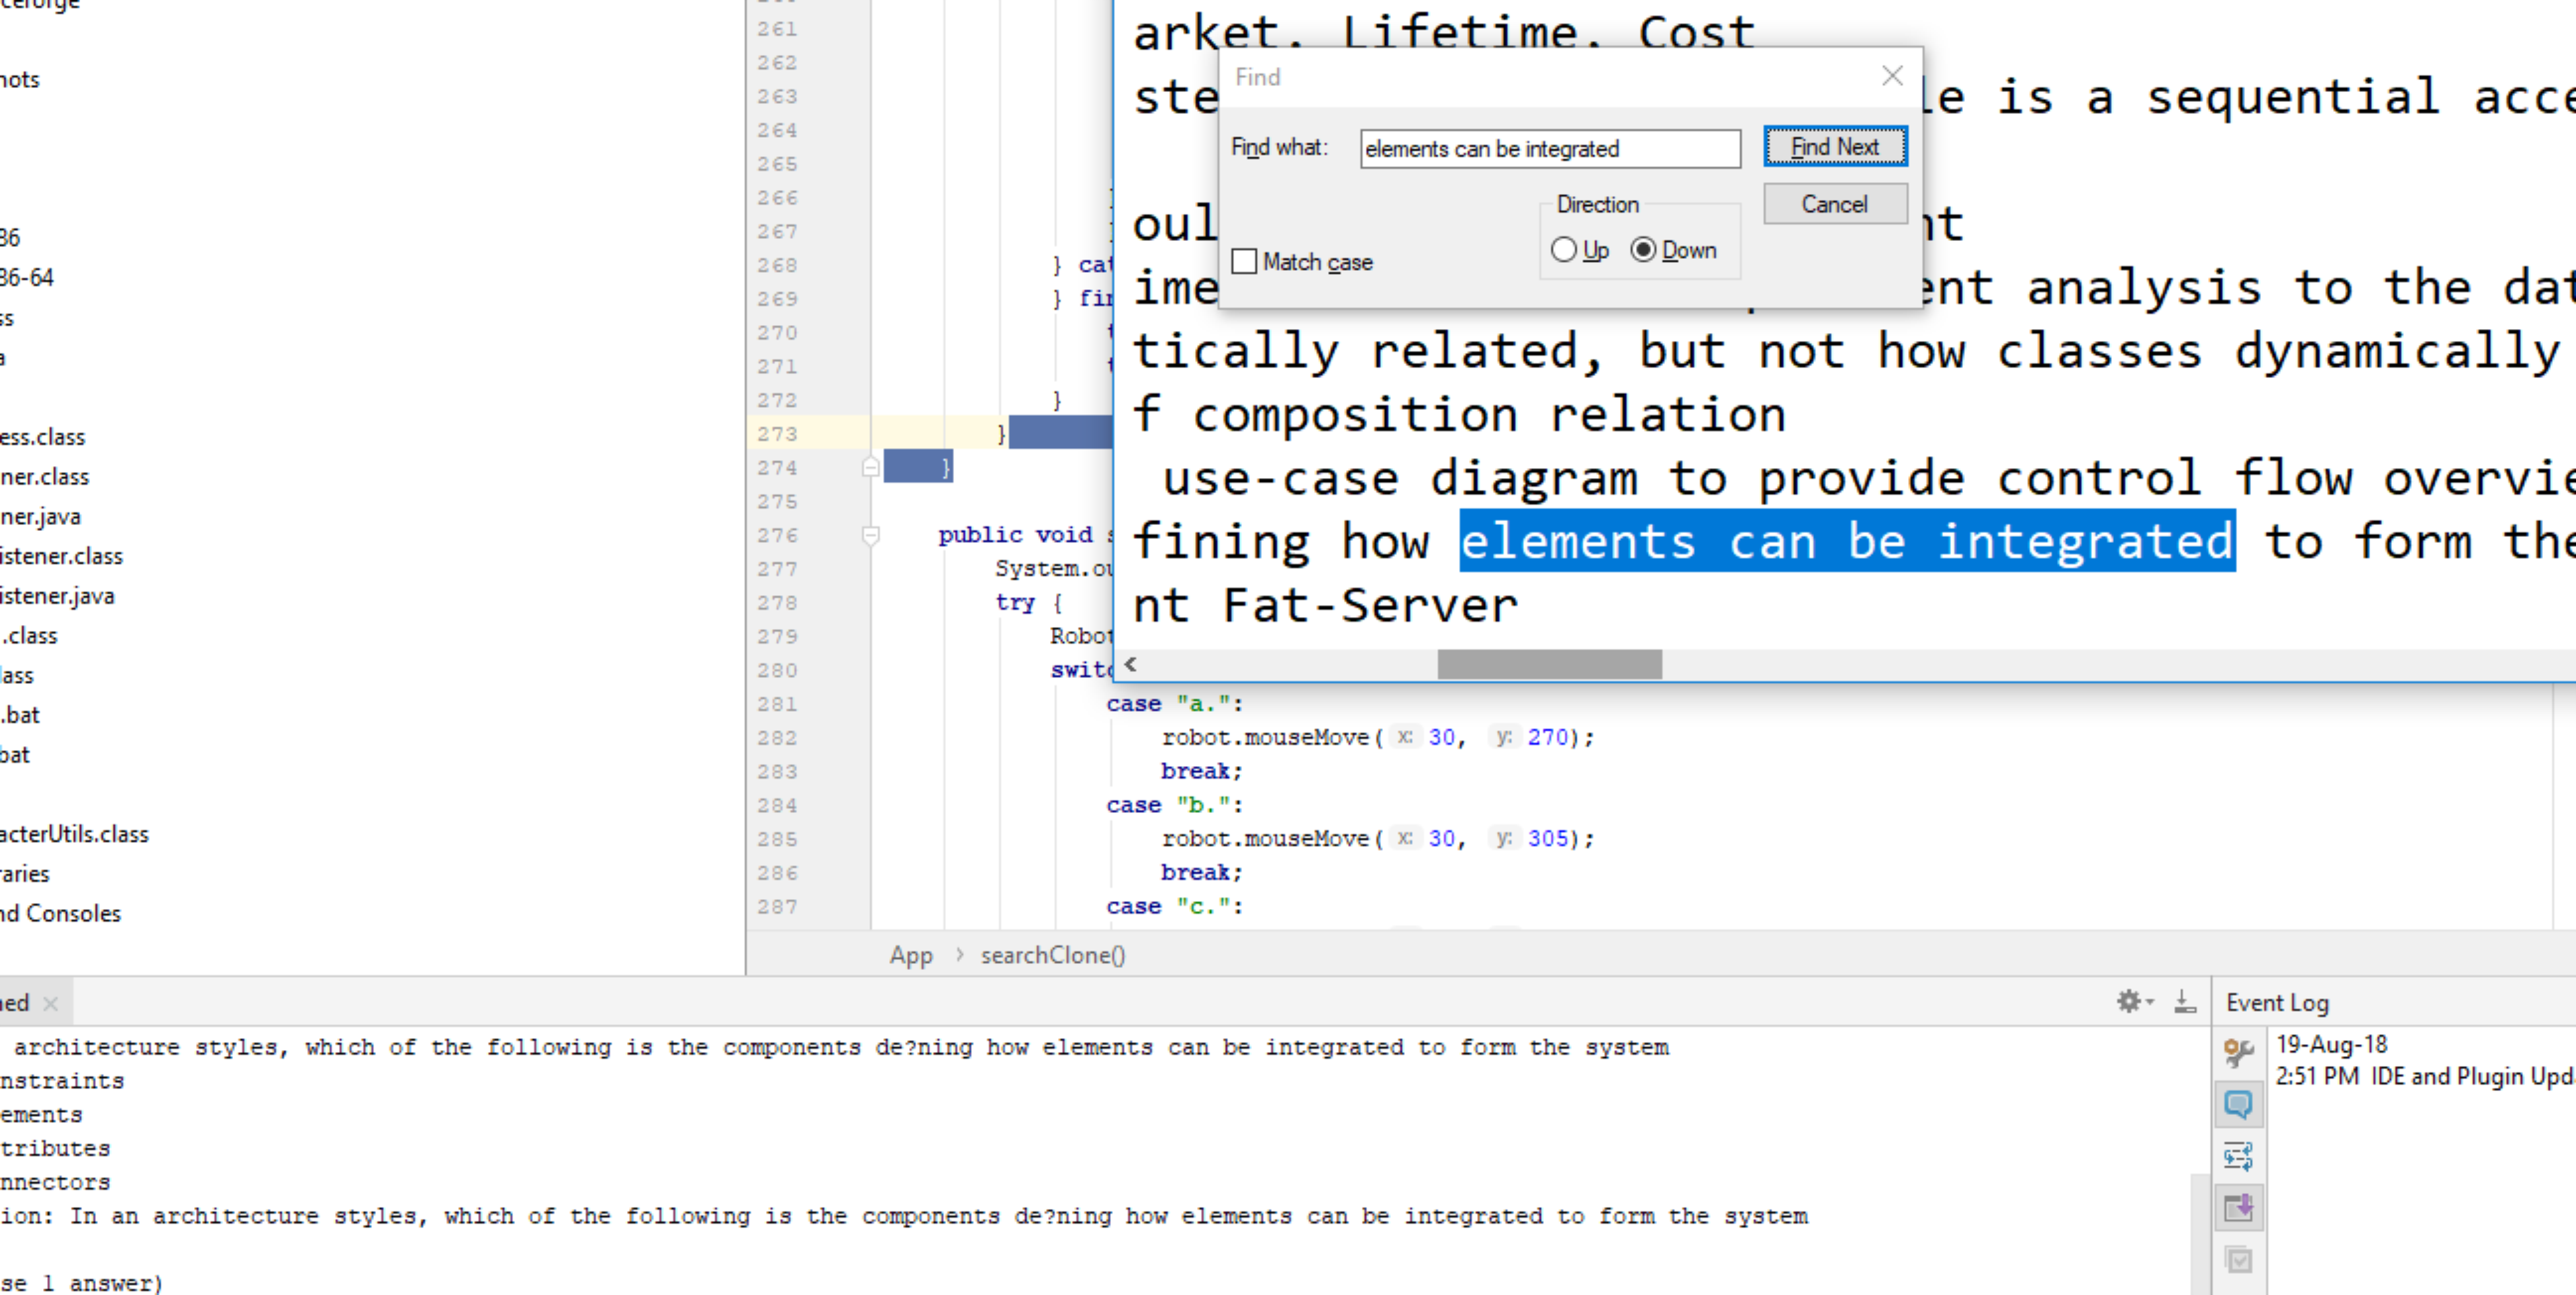 ceforge
nots
86
86-64
ss
a
ess.class
ner.class
ner.java
istener.class
istener.java
.class
lass
.bat
bat
acterUtils.class
raries
nd Consoles
261
262
263
264
265
266
267
268 } cat
269 } fin
270
271
272 }
273 }
274 }
275
276 public void s
277 System.ou
278 try {
279 Robot
280 switc
281 case "a.":
282 robot.mouseMove( x: 30, y: 270);
283 break;
284 case "b.":
285 robot.mouseMove( x: 30, y: 305);
286 break;
287 case "c.":
App > searchClone()
arket. Lifetime. Cost
ste le is a sequential acce
oul nt
ime ent analysis to the dat
tically related, but not how classes dynamically
f composition relation
use-case diagram to provide control flow overvie
fining how elements can be integrated to form the
nt Fat-Server
Find
Find what: elements can be integrated
Find Next
Cancel
Direction
Up Down
Match case
ned
architecture styles, which of the following is the components de?ning how elements can be integrated to form the system
nstraints
ements
tributes
nnectors
ion: In an architecture styles, which of the following is the components de?ning how elements can be integrated to form the system
se 1 answer)
Event Log
19-Aug-18
2:51 PM IDE and Plugin Upd